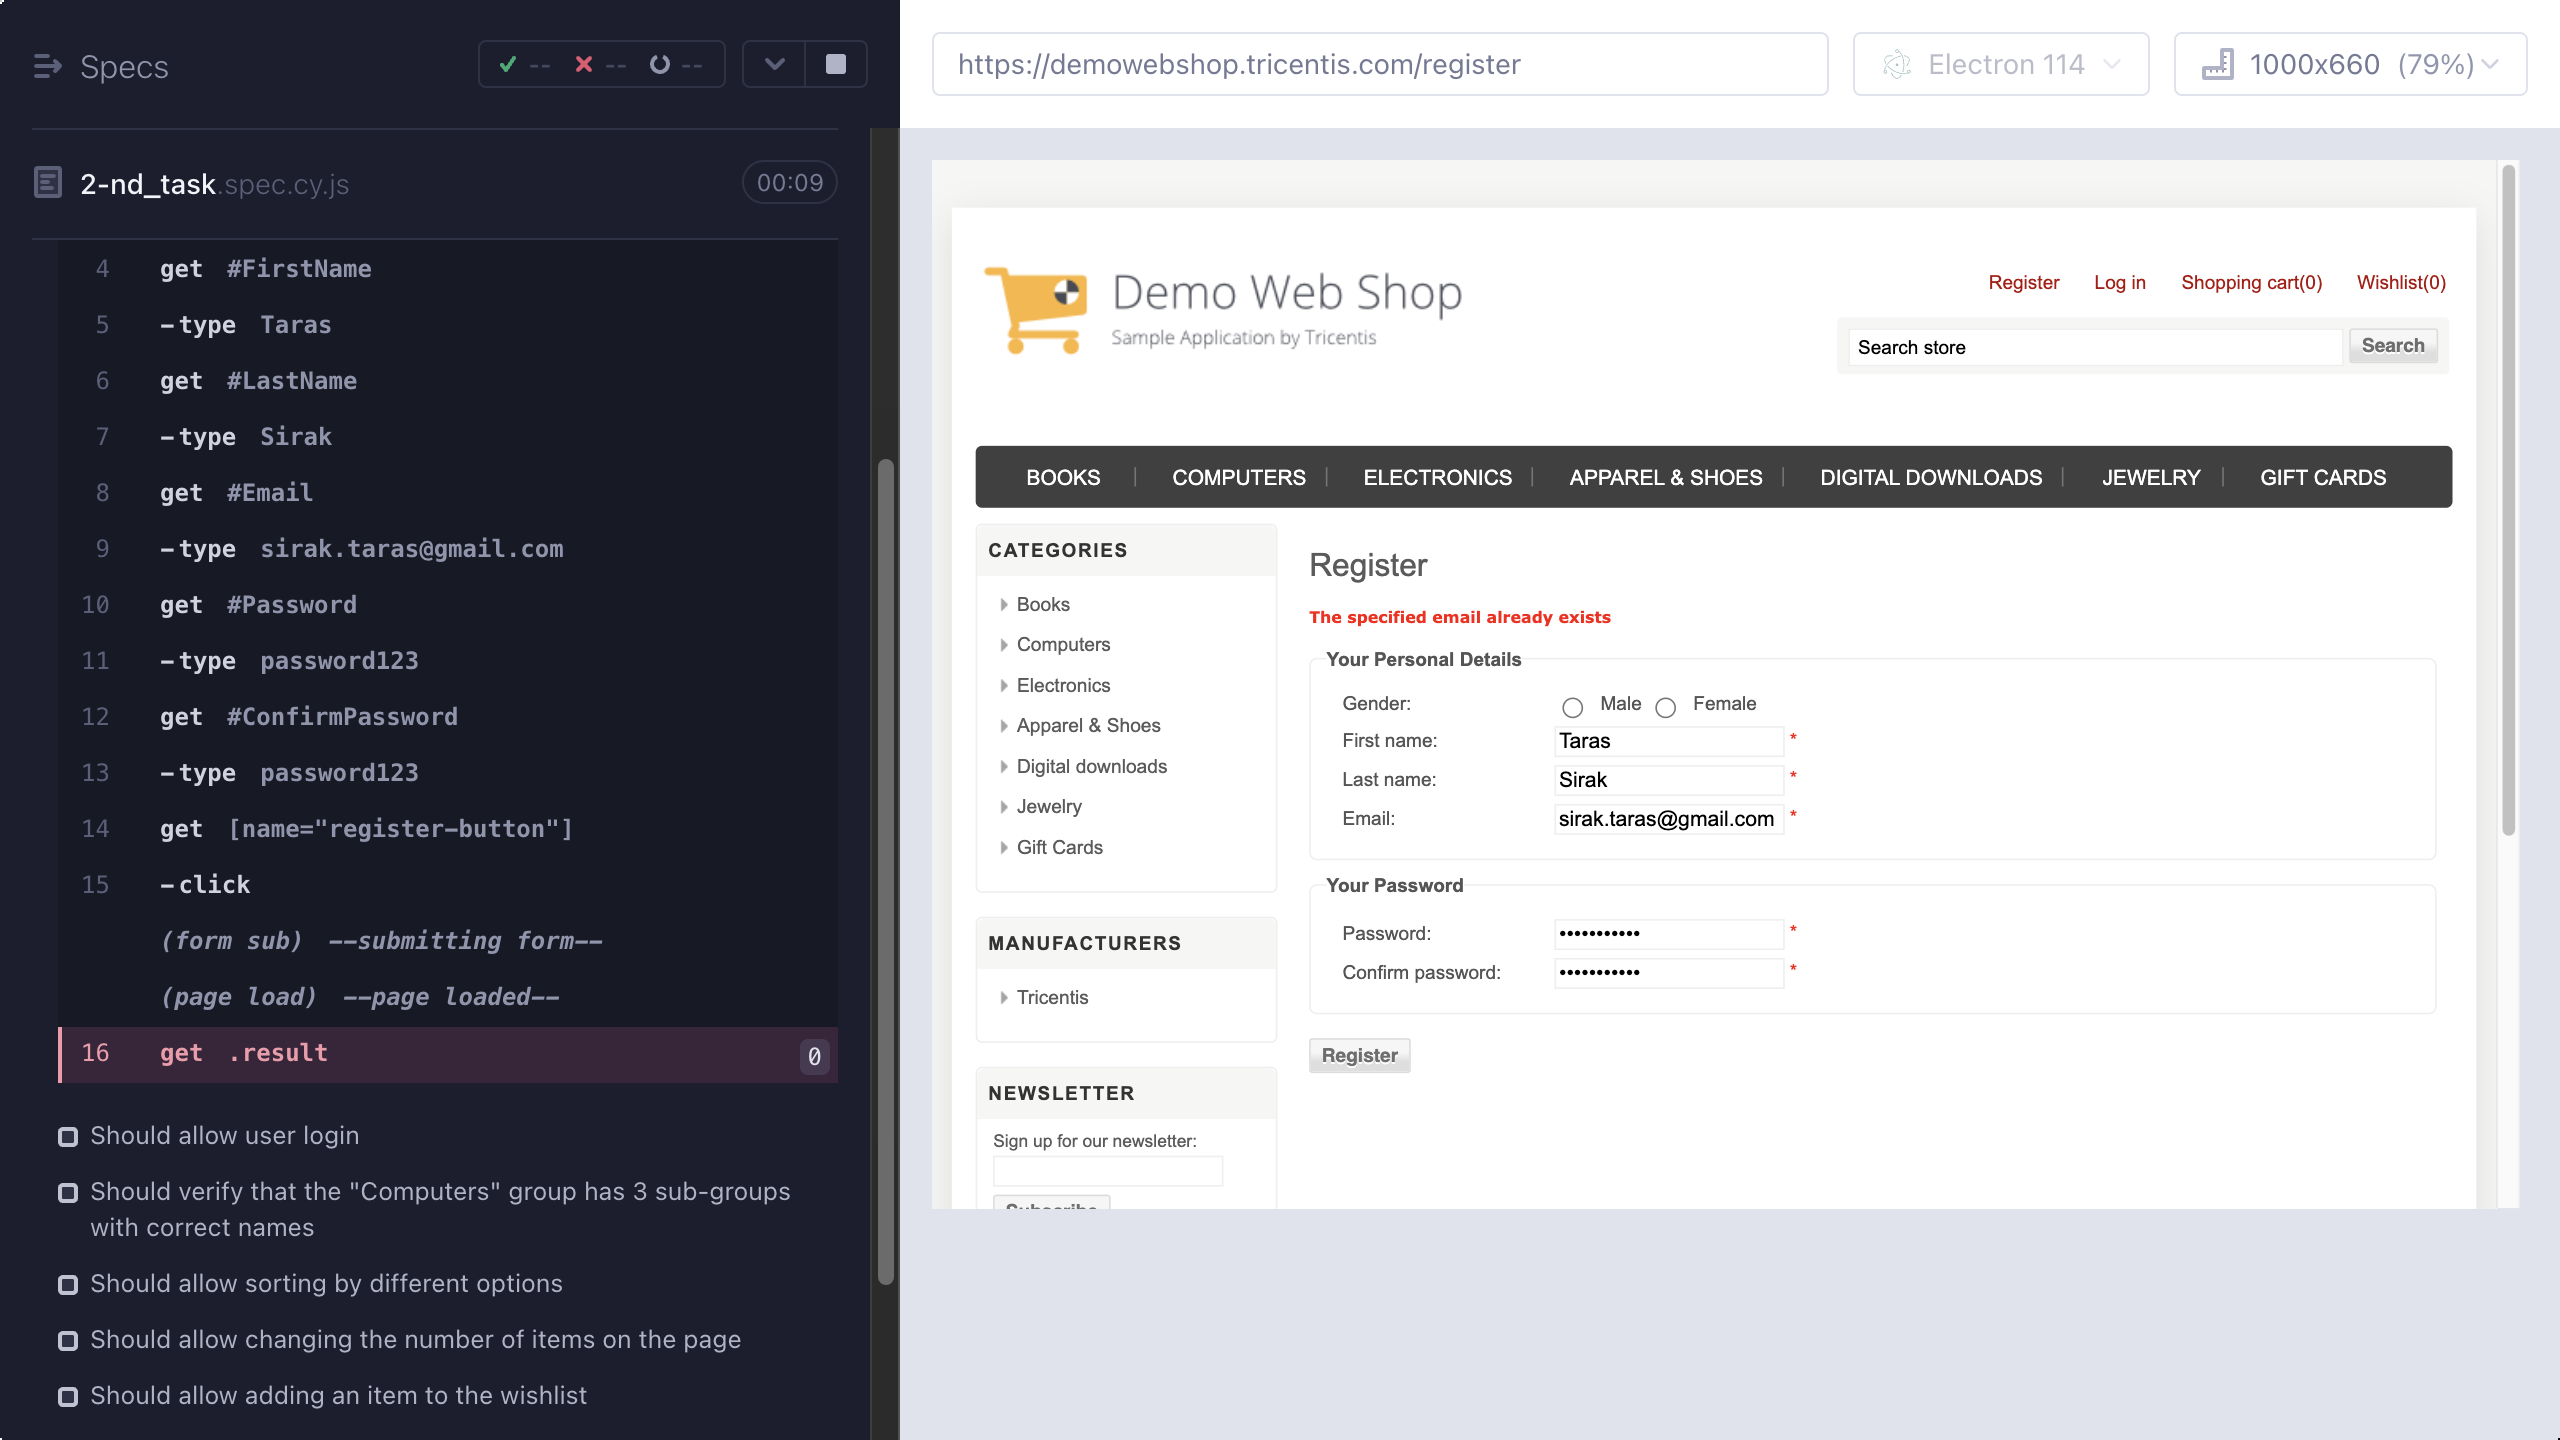 Specs
-- -- --
2-nd_task.spec.cy.js 00:09
4 get #FirstName
5 -type Taras
6 get #LastName
7 -type Sirak
8 get #Email
9 -type sirak.taras@gmail.com
10 get #Password
11 -type password123
12 get #ConfirmPassword
13 -type password123
14 get [name="register-button"]
15 -click
(form sub) --submitting form--
(page load) --page loaded--
16 get .result 0
Should allow user login
Should verify that the "Computers" group has 3 sub-groups
with correct names
Should allow sorting by different options
Should allow changing the number of items on the page
Should allow adding an item to the wishlist
https://demowebshop.tricentis.com/register
Electron 114
1000x660 (79%)
Demo Web Shop
Sample Application by Tricentis
Register Log in Shopping cart(0) Wishlist(0)
Search store Search
BOOKS COMPUTERS ELECTRONICS APPAREL & SHOES DIGITAL DOWNLOADS JEWELRY GIFT CARDS
CATEGORIES
Books
Computers
Electronics
Apparel & Shoes
Digital downloads
Jewelry
Gift Cards
MANUFACTURERS
Tricentis
NEWSLETTER
Sign up for our newsletter:
Subscribe
Register
The specified email already exists
Your Personal Details
Gender: Male Female
First name: Taras *
Last name: Sirak *
Email: sirak.taras@gmail.com *
Your Password
Password: ••••••••••• *
Confirm password: ••••••••••• *
Register